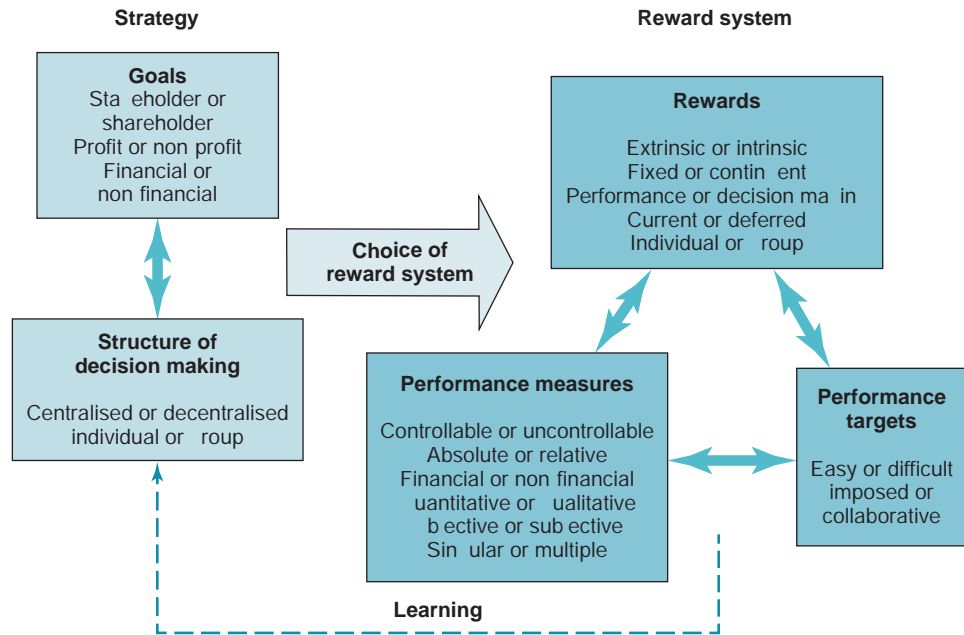 Strategy
Goals
Sta eholder or
shareholder
Profit or non profit
Financial or
non financial
Structure of
decision making
Centralised or decentralised
individual or roup
Choice of
reward system
Reward system
Rewards
Extrinsic or intrinsic
Fixed or contin ent
Performance or decision ma in
Current or deferred
Individual or roup
Performance measures
Controllable or uncontrollable
Absolute or relative
Financial or non financial
uantitative or ualitative
b ective or sub ective
Sin ular or multiple
Performance
targets
Easy or difficult
imposed or
collaborative
Learning